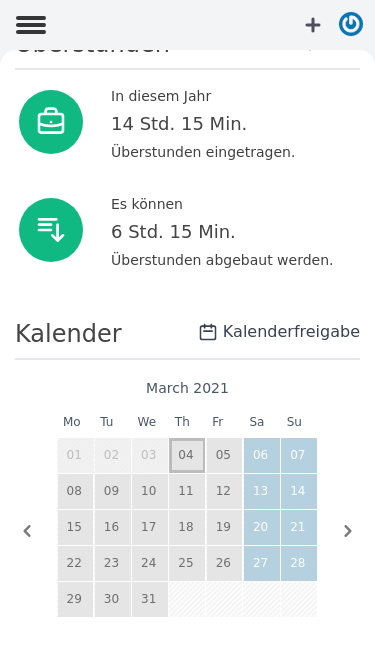 Überstunden
In diesem Jahr
14 Std. 15 Min.
Überstunden eingetragen.
Es können
6 Std. 15 Min.
Überstunden abgebaut werden.
Kalender Kalenderfreigabe
March 2021
Mo Tu We Th Fr Sa Su
01 02 03 04 05 06 07
08 09 10 11 12 13 14
15 16 17 18 19 20 21
22 23 24 25 26 27 28
29 30 31